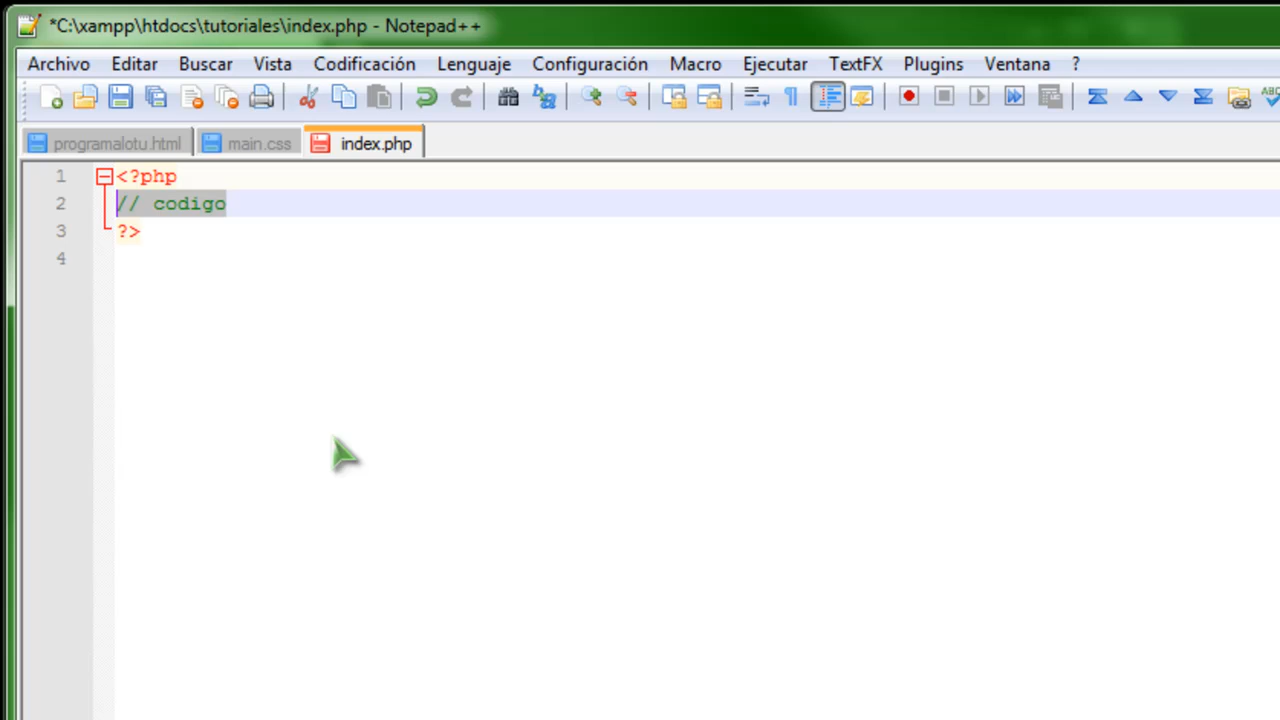 *C:\xampp\htdocs\tutoriales\index.php - Notepad++
Archivo Editar Buscar Vista Codificación Lenguaje Configuración Macro Ejecutar TextFX Plugins Ventana ?
ABC
programalotu.html main.css index.php
1 <?php
2 // codigo
3 ?>
4